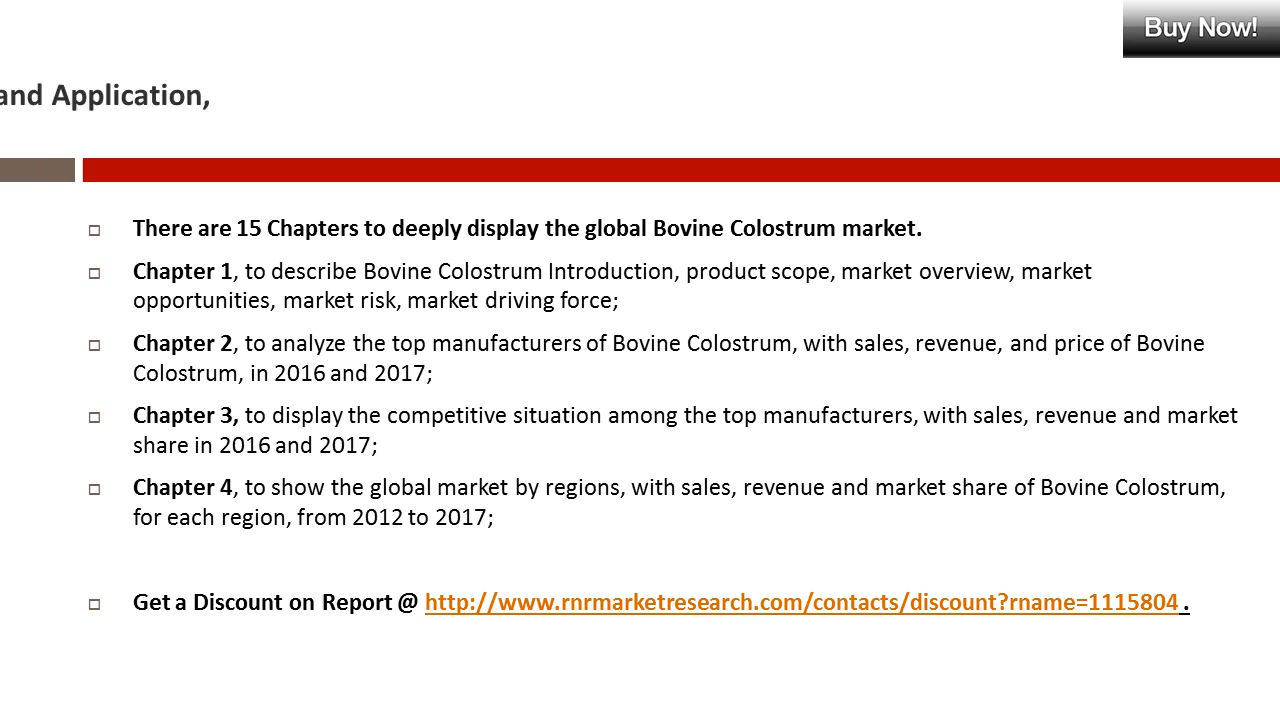 Buy Now!
and Application,
There are 15 Chapters to deeply display the global Bovine Colostrum market.
Chapter 1, to describe Bovine Colostrum Introduction, product scope, market overview, market
opportunities, market risk, market driving force;
Chapter 2, to analyze the top manufacturers of Bovine Colostrum, with sales, revenue, and price of Bovine
Colostrum, in 2016 and 2017;
Chapter 3, to display the competitive situation among the top manufacturers, with sales, revenue and market
share in 2016 and 2017;
Chapter 4, to show the global market by regions, with sales, revenue and market share of Bovine Colostrum,
for each region, from 2012 to 2017;
Get a Discount on Report @ http://www.rnrmarketresearch.com/contacts/discount?rname=1115804 .